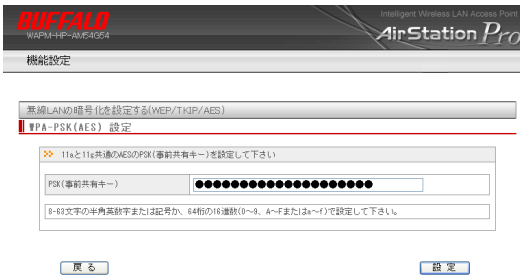 BUFFALO
WAPM-HP-AM54G54
Intelligent Wireless LAN Access Point
AirStation Pro
機能設定
無線LANの暗号化を設定する(WEP/TKIP/AES)
WPA-PSK(AES) 設定
11aと11g共通のAESのPSK(事前共有キー)を設定して下さい
PSK(事前共有キー)
●●●●●●●●●●●●●●●●●●●●
8-63文字の半角英数字または記号か、64桁の16進数(0～9、A～Fまたはa～f)で設定して下さい。
戻る
設定